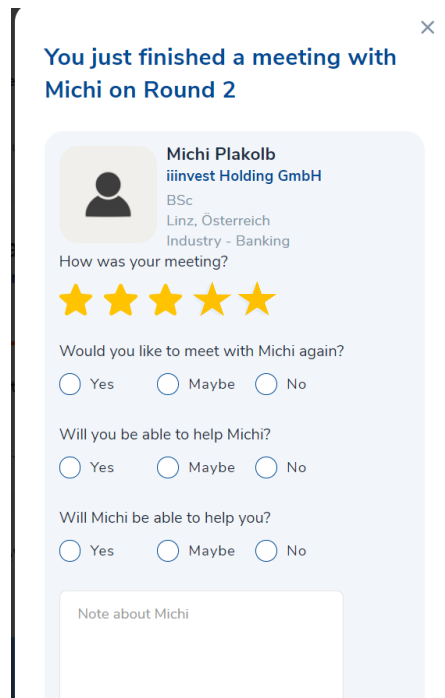 You just finished a meeting with
Michi on Round 2
Michi Plakolb
iiinvest Holding GmbH
BSc
Linz, Österreich
Industry - Banking
How was your meeting?
Would you like to meet with Michi again?
Yes Maybe No
Will you be able to help Michi?
Yes Maybe No
Will Michi be able to help you?
Yes Maybe No
Note about Michi